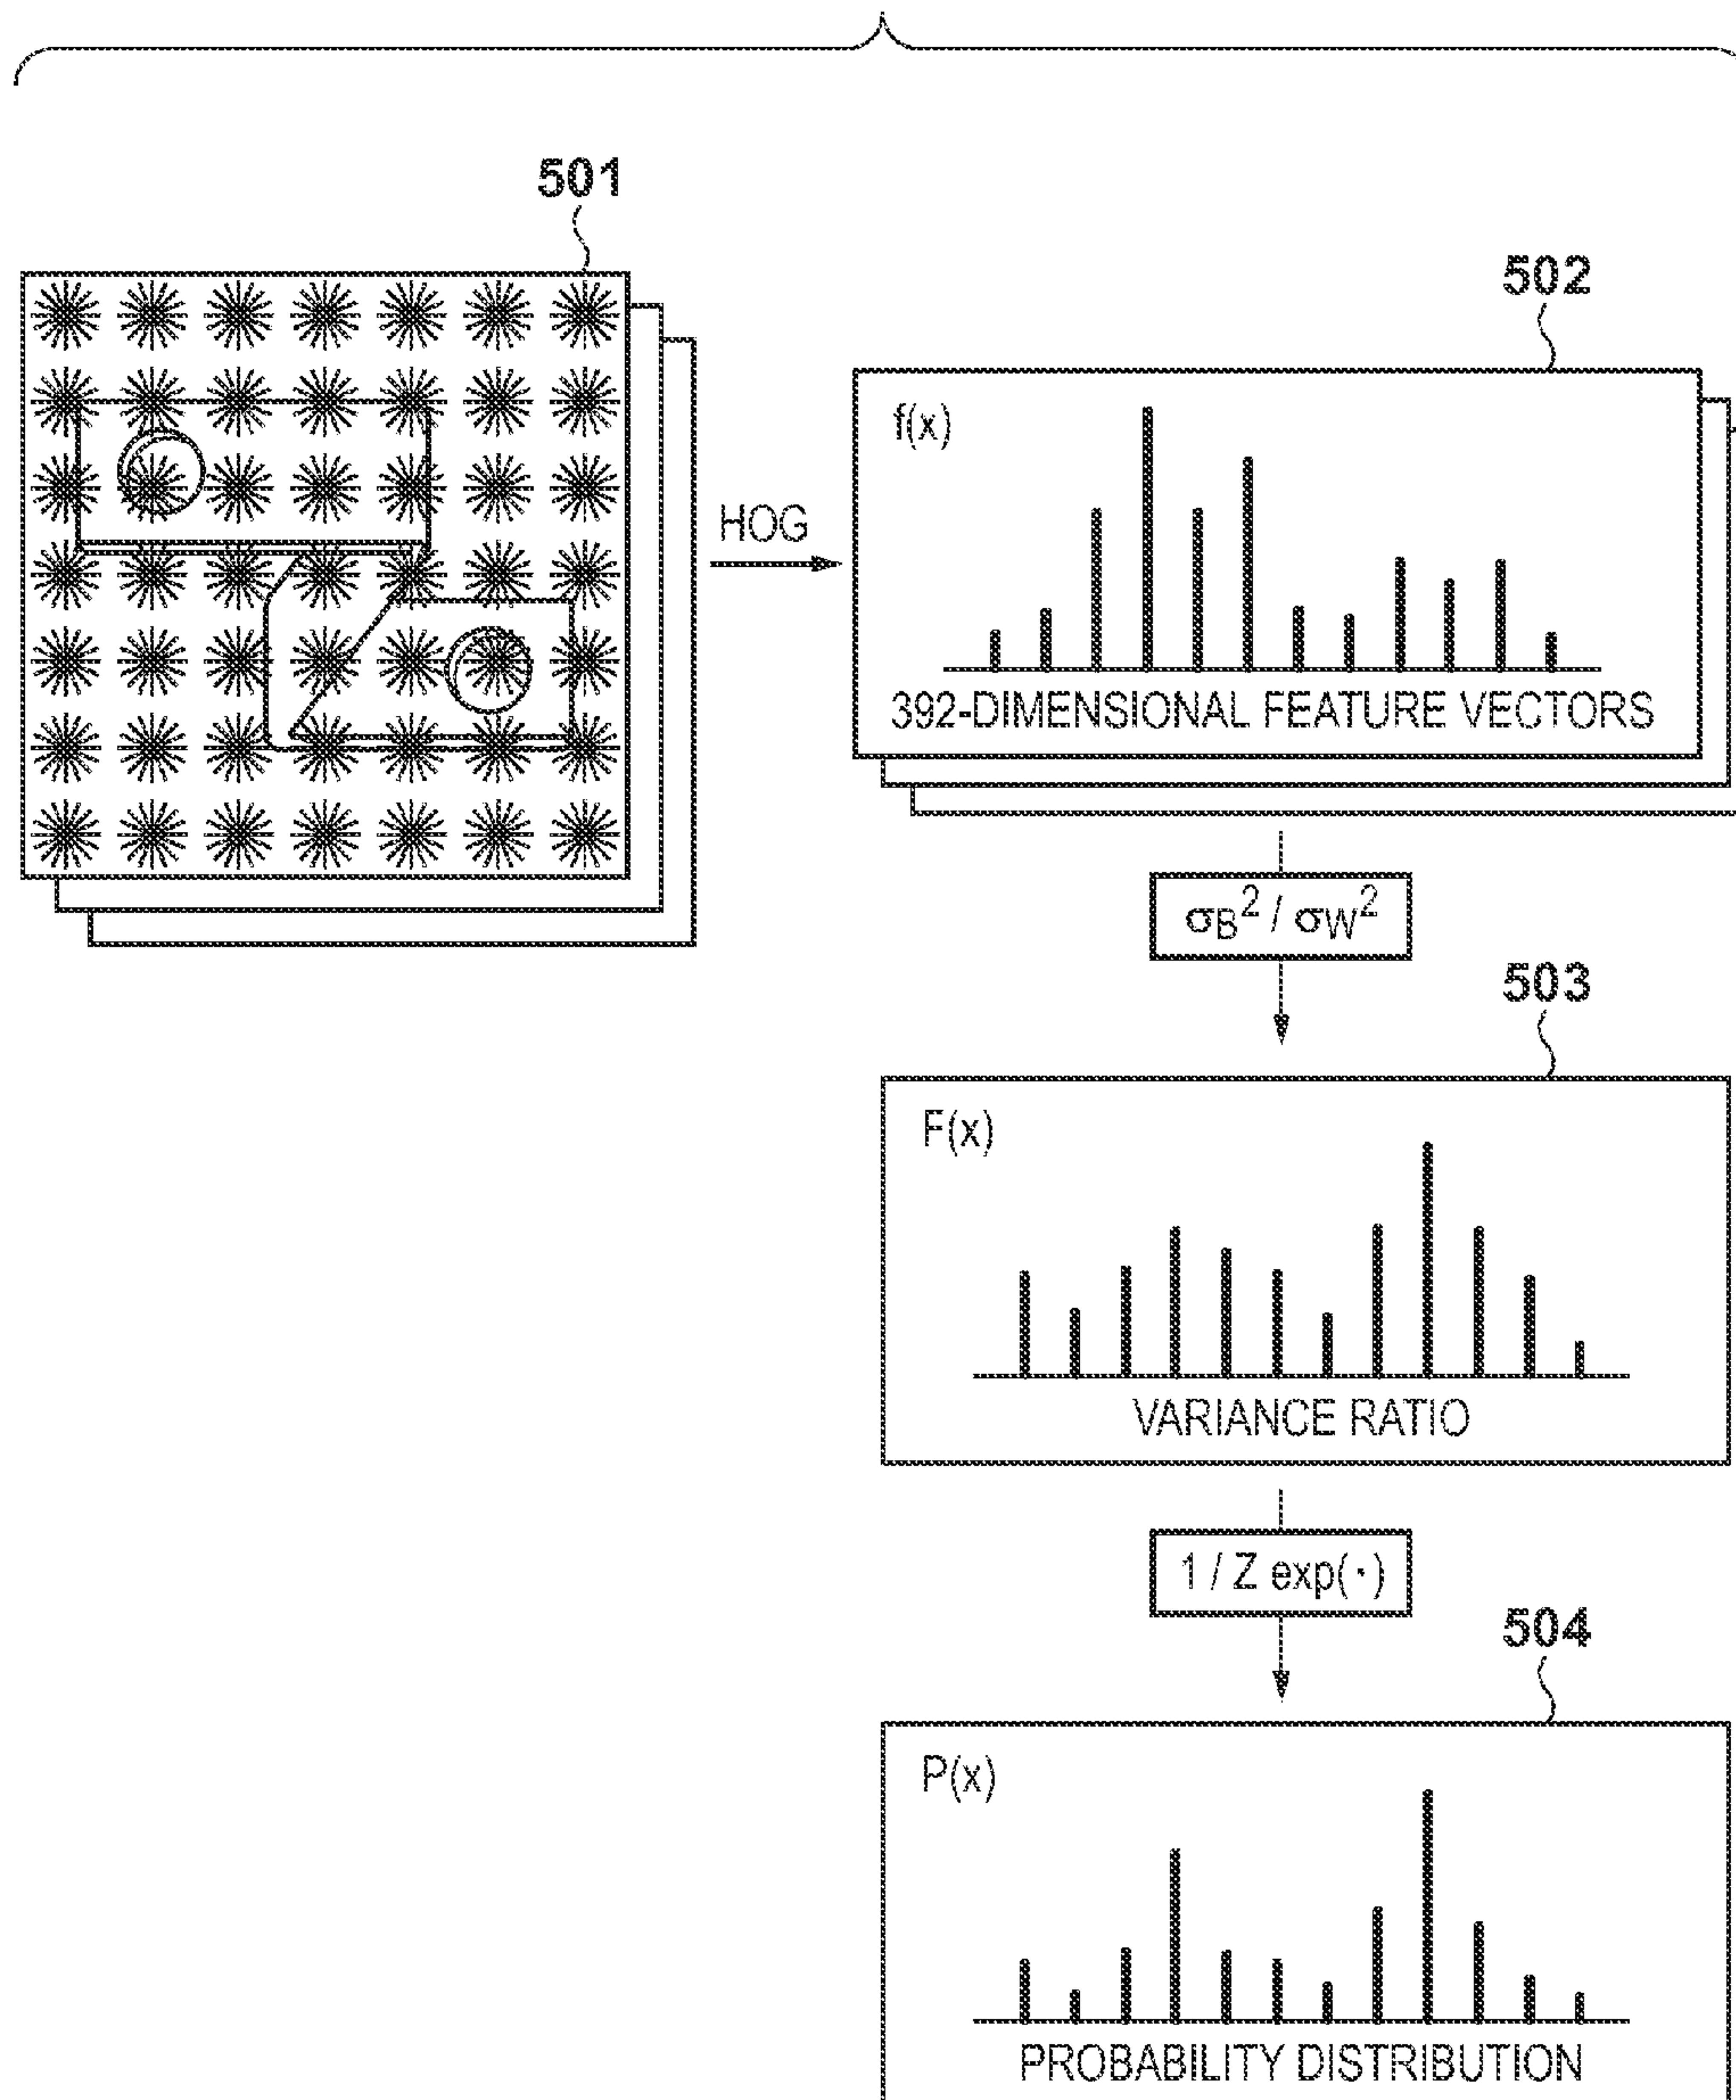 501
502
f(x)
HOG
392-DIMENSIONAL FEATURE VECTORS
σB² / σW²
503
F(x)
VARIANCE RATIO
1 / Z exp(·)
504
P(x)
PROBABILITY DISTRIBUTION